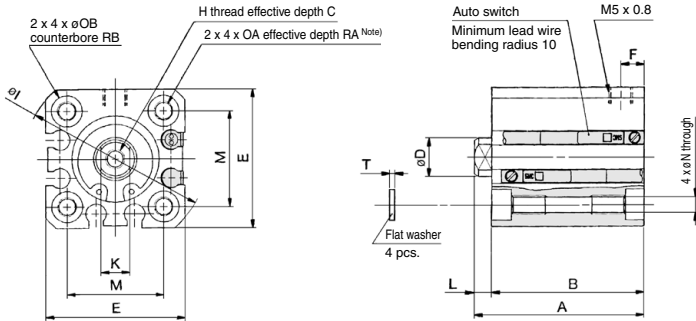 H thread effective depth C
2 x 4 x øOB
counterbore RB
2 x 4 x OA effective depth RA Note)
Auto switch
Minimum lead wire
bending radius 10
M5 x 0.8
F
øI
M
E
øD
T
4 x øN through
Flat washer
4 pcs.
K
M
E
L
B
A